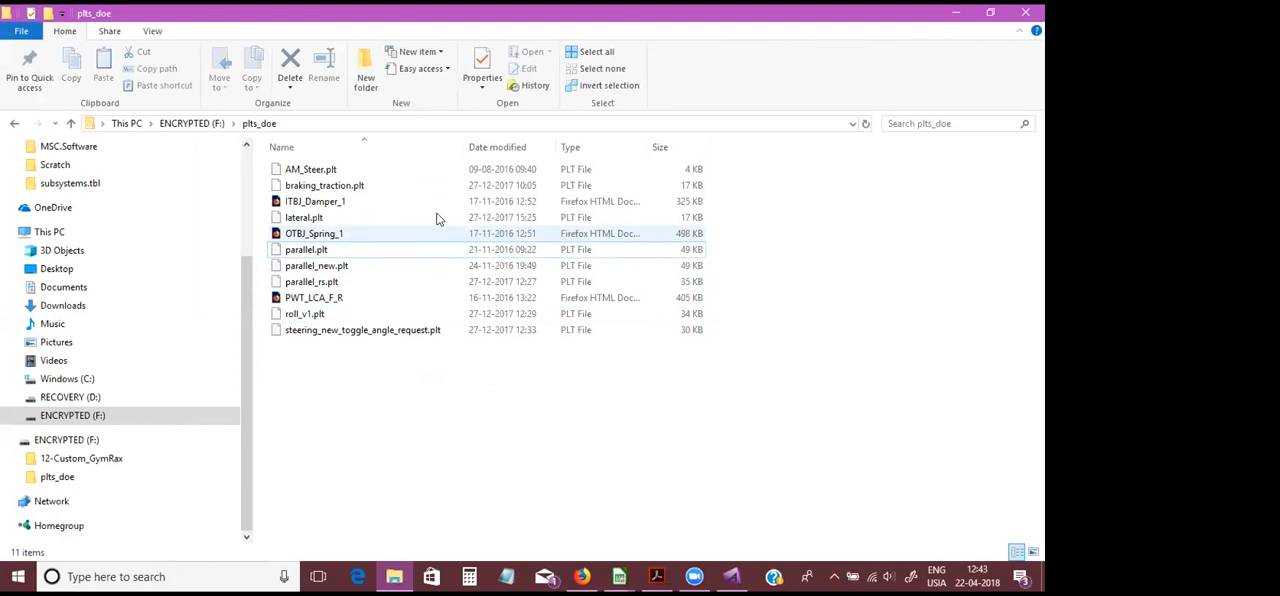 plts_doe
File Home Share View
Pin to Quick access
Copy
Paste
Cut
Copy path
Paste shortcut
Clipboard
Move to
Copy to
Delete
Rename
Organize
New folder
New item
Easy access
New
Properties
Open
Edit
History
Open
Select all
Select none
Invert selection
Select
This PC > ENCRYPTED (F:) > plts_doe
Search plts_doe
MSC.Software
Scratch
subsystems.tbl
OneDrive
This PC
3D Objects
Desktop
Documents
Downloads
Music
Pictures
Videos
Windows (C:)
RECOVERY (D:)
ENCRYPTED (F:)
ENCRYPTED (F:)
12-Custom_GymRax
plts_doe
Network
Homegroup
Name Date modified Type Size
AM_Steer.plt 09-08-2016 09:40 PLT File 4 KB
braking_traction.plt 27-12-2017 10:05 PLT File 17 KB
ITBJ_Damper_1 17-11-2016 12:52 Firefox HTML Doc... 325 KB
lateral.plt 27-12-2017 15:25 PLT File 17 KB
OTBJ_Spring_1 17-11-2016 12:51 Firefox HTML Doc... 498 KB
parallel.plt 21-11-2016 09:22 PLT File 49 KB
parallel_new.plt 24-11-2016 19:49 PLT File 49 KB
parallel_rs.plt 27-12-2017 12:27 PLT File 35 KB
PWT_LCA_F_R 16-11-2016 13:22 Firefox HTML Doc... 405 KB
roll_v1.plt 27-12-2017 12:29 PLT File 34 KB
steering_new_toggle_angle_request.plt 27-12-2017 12:33 PLT File 30 KB
11 items
Type here to search
ENG
USIA
12:43
22-04-2018